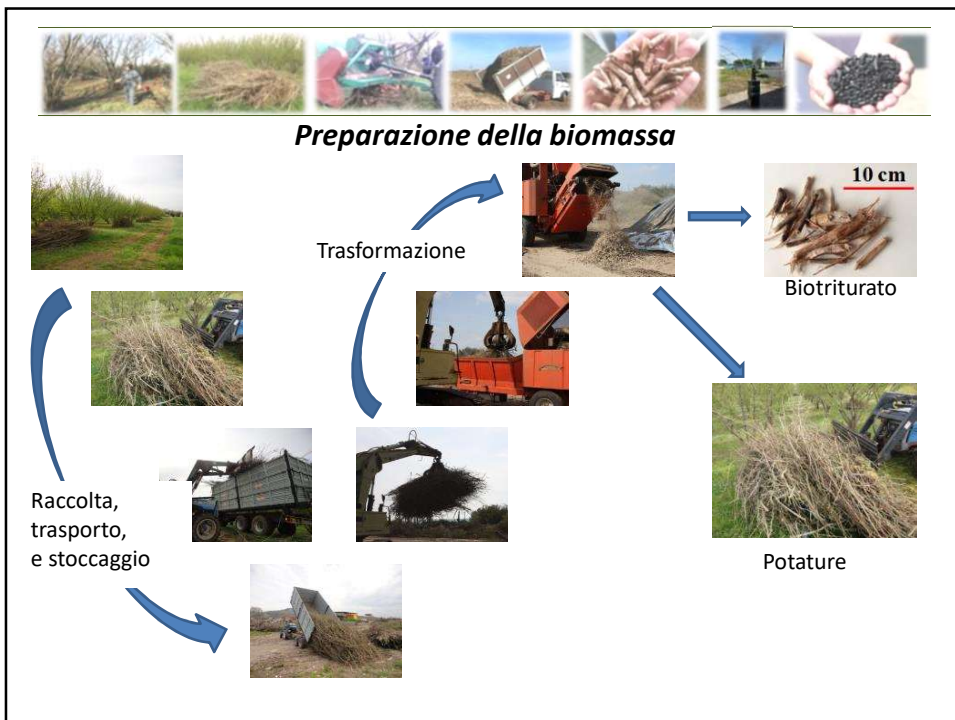 Preparazione della biomassa
Trasformazione
10 cm
Biotriturato
Raccolta,
trasporto,
e stoccaggio
Potature